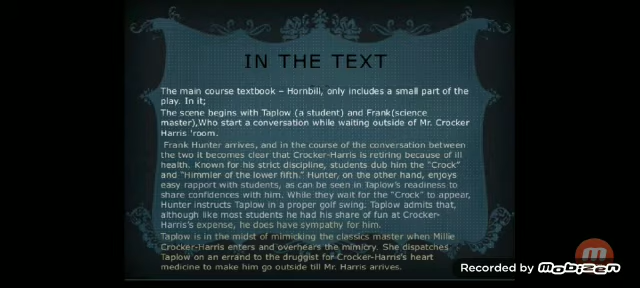 IN THE TEXT
The main course textbook – Hornbill, only includes a small part of the
play. In it;
The scene begins with Taplow (a student) and Frank(science
master),Who start a conversation while waiting outside of Mr. Crocker
Harris 'room.
Frank Hunter arrives, and in the course of the conversation between
the two it becomes clear that Crocker-Harris is retiring because of ill
health. Known for his strict discipline, students dub him the "Crock"
and "Himmler of the lower fifth." Hunter, on the other hand, enjoys
easy rapport with students, as can be seen in Taplow's readiness to
share confidences with him. While they wait for the "Crock" to appear,
Hunter instructs Taplow in a proper golf swing. Taplow admits that,
although like most students he had his share of fun at Crocker-
Harris's expense, he does have sympathy for him.
Taplow is in the midst of mimicking the classics master when Millie
Crocker-Harris enters and overhears the mimicry. She dispatches
Taplow on an errand to the druggist for Crocker-Harris's heart
medicine to make him go outside till Mr. Harris arrives.
Recorded by Mobizen